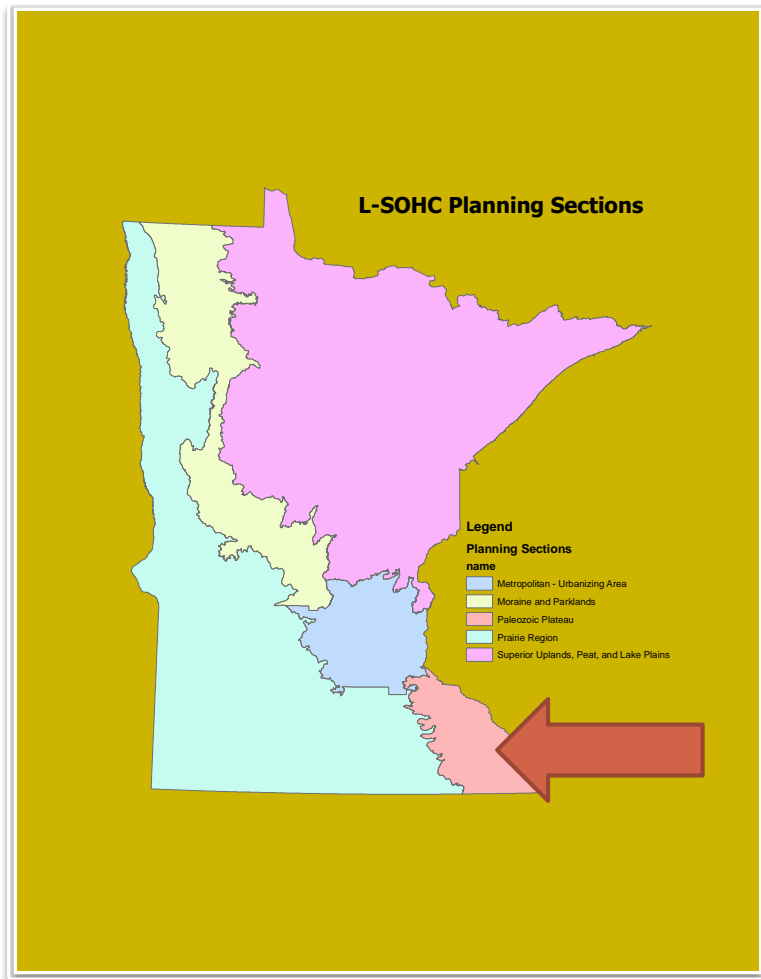 L-SOHC Planning Sections
Legend
Planning Sections
name
Metropolitan - Urbanizing Area
Moraine and Parklands
Paleozoic Plateau
Prairie Region
Superior Uplands, Peat, and Lake Plains